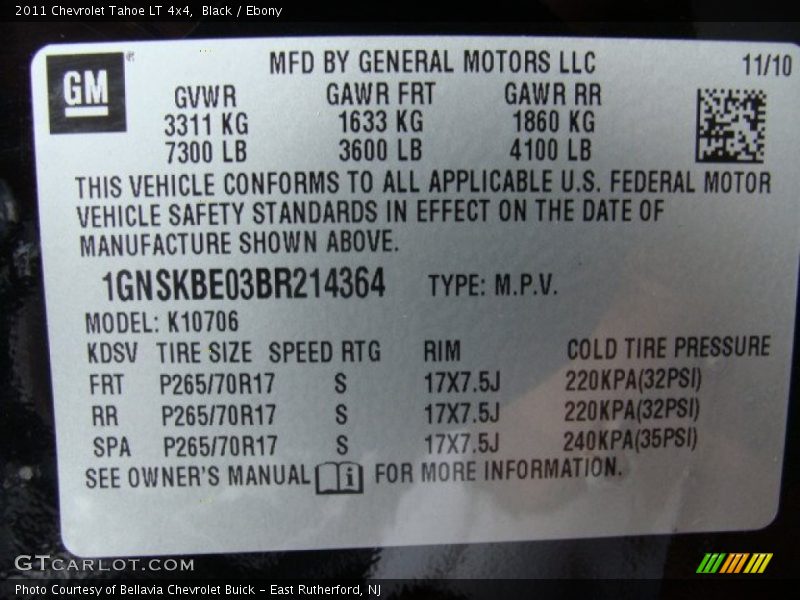 2011 Chevrolet Tahoe LT 4x4, Black / Ebony
GM
MFD BY GENERAL MOTORS LLC 11/10
GVWR GAWR FRT GAWR RR
3311 KG 1633 KG 1860 KG
7300 LB 3600 LB 4100 LB
THIS VEHICLE CONFORMS TO ALL APPLICABLE U.S. FEDERAL MOTOR
VEHICLE SAFETY STANDARDS IN EFFECT ON THE DATE OF
MANUFACTURE SHOWN ABOVE.
1GNSKBE03BR214364 TYPE: M.P.V.
MODEL: K10706
KDSV TIRE SIZE SPEED RTG RIM COLD TIRE PRESSURE
FRT P265/70R17 S 17X7.5J 220KPA(32PSI)
RR P265/70R17 S 17X7.5J 220KPA(32PSI)
SPA P265/70R17 S 17X7.5J 240KPA(35PSI)
SEE OWNER'S MANUAL i FOR MORE INFORMATION.
GTCARLOT.COM
Photo Courtesy of Bellavia Chevrolet Buick – East Rutherford, NJ